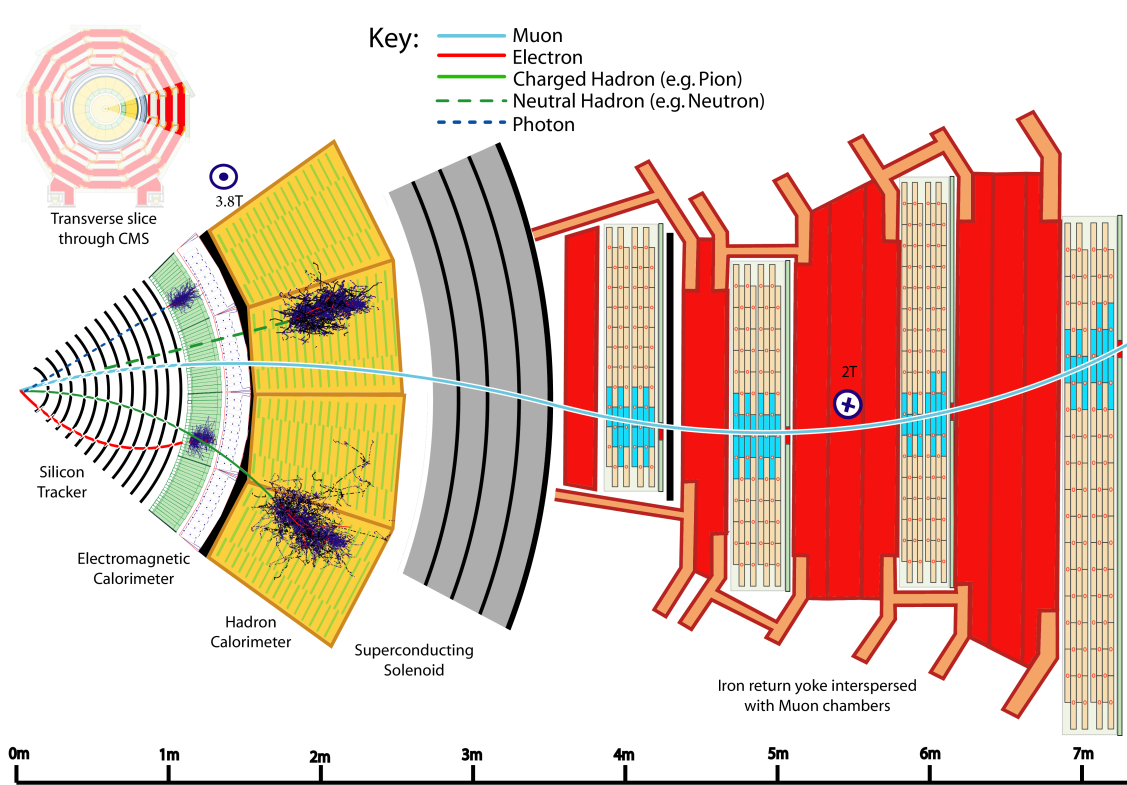 Key:
Muon
Electron
Charged Hadron (e.g. Pion)
Neutral Hadron (e.g. Neutron)
Photon
Transverse slice
through CMS
3.8T
2T
Silicon
Tracker
Electromagnetic
Calorimeter
Hadron
Calorimeter
Superconducting
Solenoid
Iron return yoke interspersed
with Muon chambers
0m 1m 2m 3m 4m 5m 6m 7m